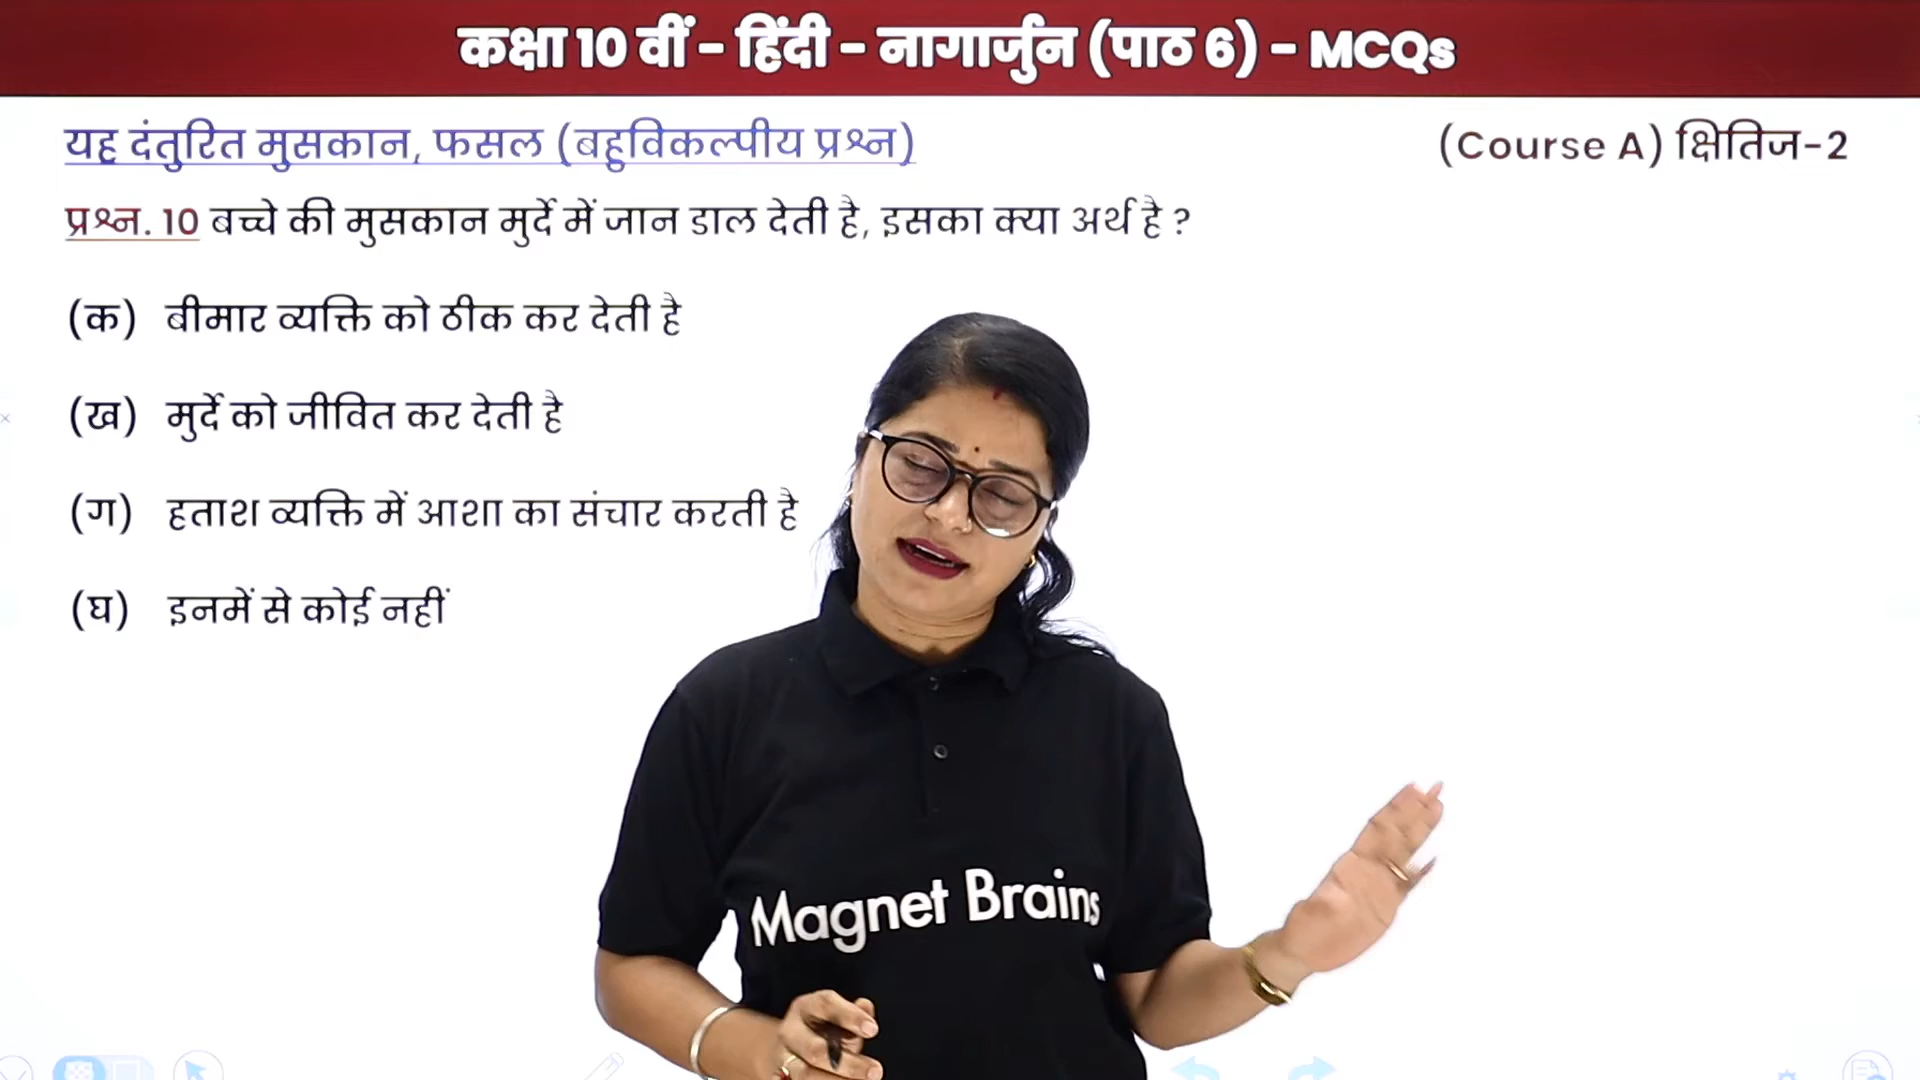 कक्षा 10 वीं – हिंदी – नागार्जुन (पाठ 6) – MCQs
यह दंतुरित मुसकान, फसल (बहुविकल्पीय प्रश्न)
(Course A) क्षितिज-2
प्रश्न. 10 बच्चे की मुसकान मुर्दे में जान डाल देती है, इसका क्या अर्थ है ?
(क) बीमार व्यक्ति को ठीक कर देती है
(ख) मुर्दे को जीवित कर देती है
(ग) हताश व्यक्ति में आशा का संचार करती है
(घ) इनमें से कोई नहीं
Magnet Brains